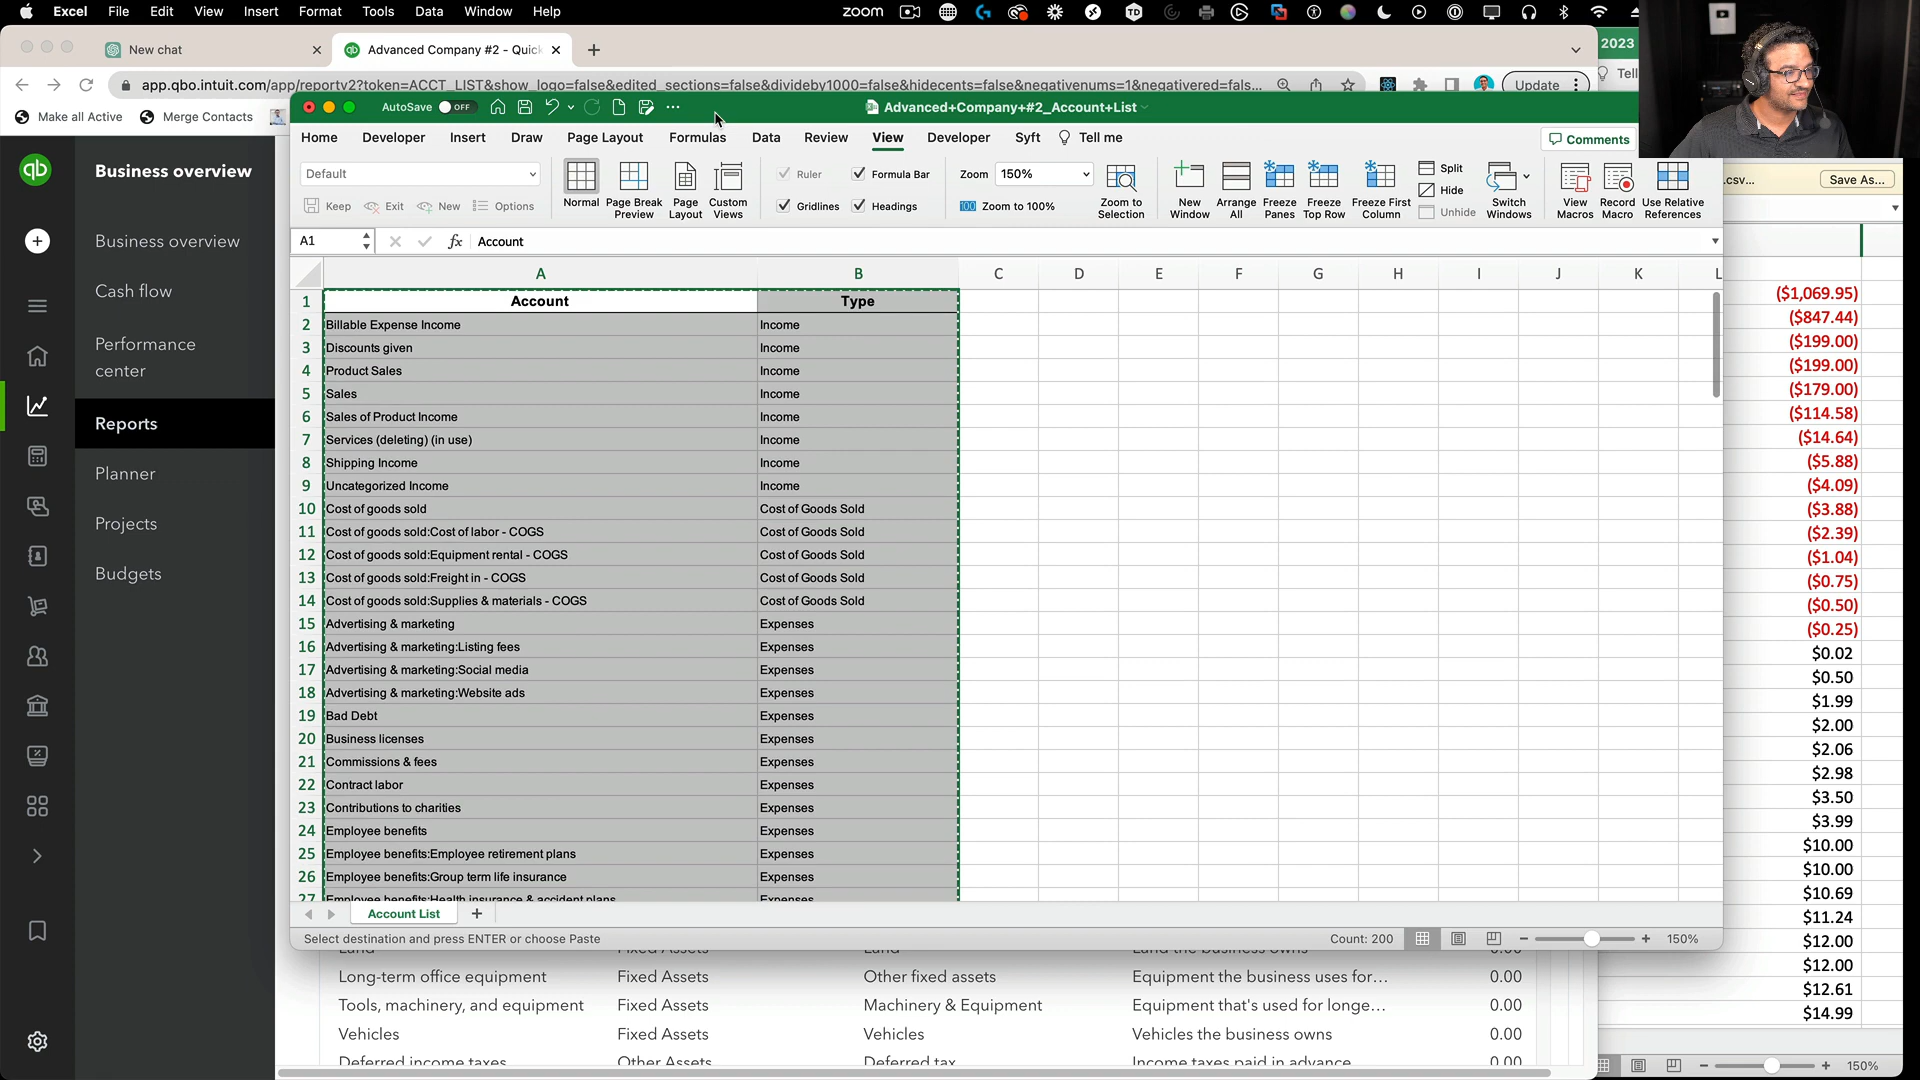 Excel File Edit View Insert Format Tools Data Window Help zoom
New chat
Advanced Company #2 - Quick
2023
app.qbo.intuit.com/app/reportv2?token=ACCT_LIST&show_logo=false&edited_sections=false&divideby1000=false&hidecents=false&negativenums=1&negativered=fals...
Update
Tell
Make all Active
Merge Contacts
AutoSave OFF
Advanced+Company+#2_Account+List
Home Developer Insert Draw Page Layout Formulas Data Review View Developer Syft Tell me
Comments
Default
Keep Exit New Options
Normal
Page Break Preview
Page Layout
Custom Views
Ruler
Formula Bar
Gridlines
Headings
Zoom 150%
100 Zoom to 100%
Zoom to Selection
New Window
Arrange All
Freeze Panes
Freeze Top Row
Freeze First Column
Split
Hide
Unhide
Switch Windows
View Macros
Record Macro
Use Relative References
.csv...
Save As...
A1
fx
Account
qb
Business overview
Business overview
Cash flow
Performance center
Reports
Planner
Projects
Budgets
A B C D E F G H I J K L
1 Account Type
2 Billable Expense Income Income
3 Discounts given Income
4 Product Sales Income
5 Sales Income
6 Sales of Product Income Income
7 Services (deleting) (in use) Income
8 Shipping Income Income
9 Uncategorized Income Income
10 Cost of goods sold Cost of Goods Sold
11 Cost of goods sold:Cost of labor - COGS Cost of Goods Sold
12 Cost of goods sold:Equipment rental - COGS Cost of Goods Sold
13 Cost of goods sold:Freight in - COGS Cost of Goods Sold
14 Cost of goods sold:Supplies & materials - COGS Cost of Goods Sold
15 Advertising & marketing Expenses
16 Advertising & marketing:Listing fees Expenses
17 Advertising & marketing:Social media Expenses
18 Advertising & marketing:Website ads Expenses
19 Bad Debt Expenses
20 Business licenses Expenses
21 Commissions & fees Expenses
22 Contract labor Expenses
23 Contributions to charities Expenses
24 Employee benefits Expenses
25 Employee benefits:Employee retirement plans Expenses
26 Employee benefits:Group term life insurance Expenses
27 Employee benefits:Health insurance & accident plans Expenses
($1,069.95)
($847.44)
($199.00)
($199.00)
($179.00)
($114.58)
($14.64)
($5.88)
($4.09)
($3.88)
($2.39)
($1.04)
($0.75)
($0.50)
($0.25)
$0.02
$0.50
$1.99
$2.00
$2.06
$2.98
$3.50
$3.99
$10.00
$10.00
$10.69
$11.24
$12.00
$12.00
$12.61
$14.99
Account List
Select destination and press ENTER or choose Paste
Count: 200
150%
Land Fixed Assets Land Land the business owns 0.00
Long-term office equipment Fixed Assets Other fixed assets Equipment the business uses for... 0.00
Tools, machinery, and equipment Fixed Assets Machinery & Equipment Equipment that's used for longe... 0.00
Vehicles Fixed Assets Vehicles Vehicles the business owns 0.00
Deferred income taxes Other Assets Deferred tax Income taxes paid in advance 0.00
150%